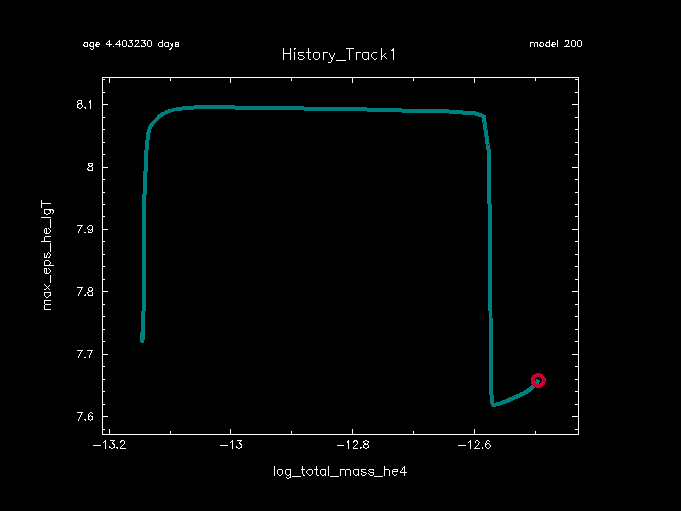 age 4.403230 days
model 200
History_Track1
8.1
8
7.9
7.8
7.7
7.6
max_eps_he_lgT
−13.2
−13
−12.8
−12.6
log_total_mass_he4